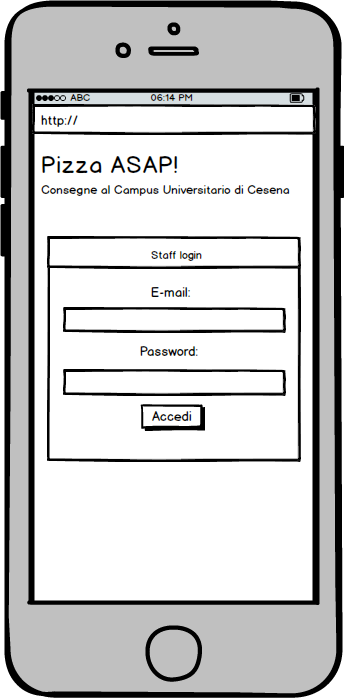 ABC 06:14 PM
http://
Pizza ASAP!
Consegne al Campus Universitario di Cesena
Staff login
E-mail:
Password:
Accedi